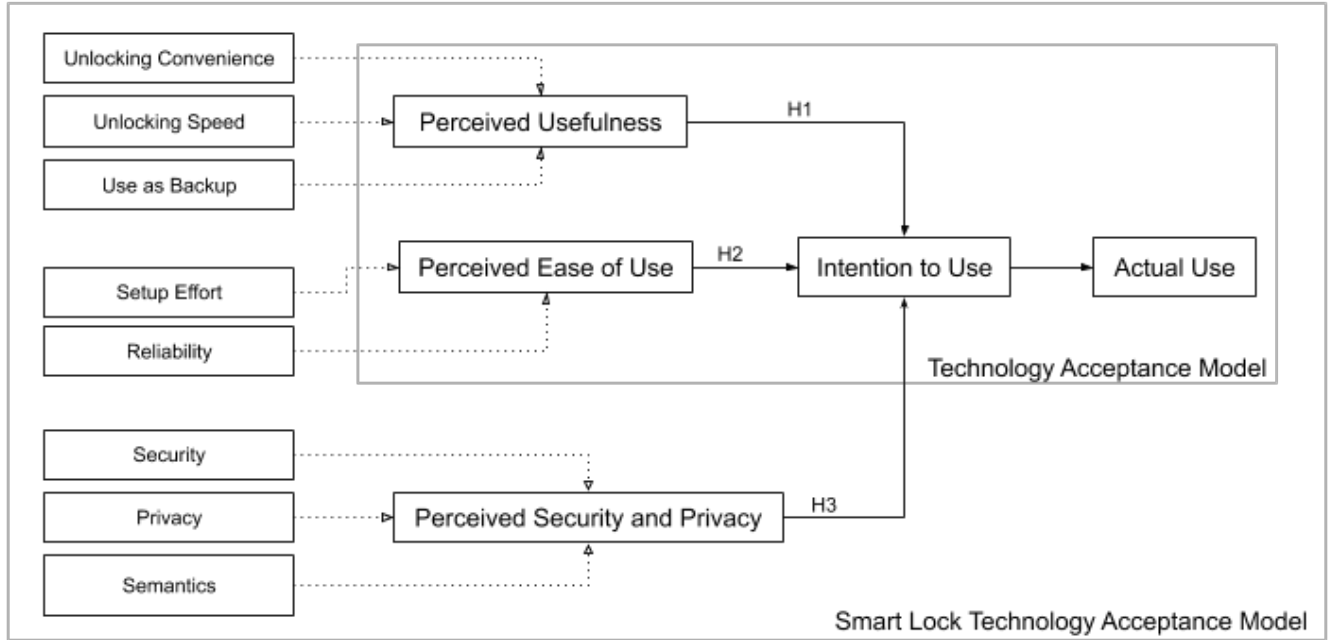 Unlocking Convenience
Unlocking Speed
Use as Backup
Perceived Usefulness
H1
Setup Effort
Reliability
Perceived Ease of Use
H2
Intention to Use
Actual Use
Technology Acceptance Model
Security
Privacy
Semantics
Perceived Security and Privacy
H3
Smart Lock Technology Acceptance Model